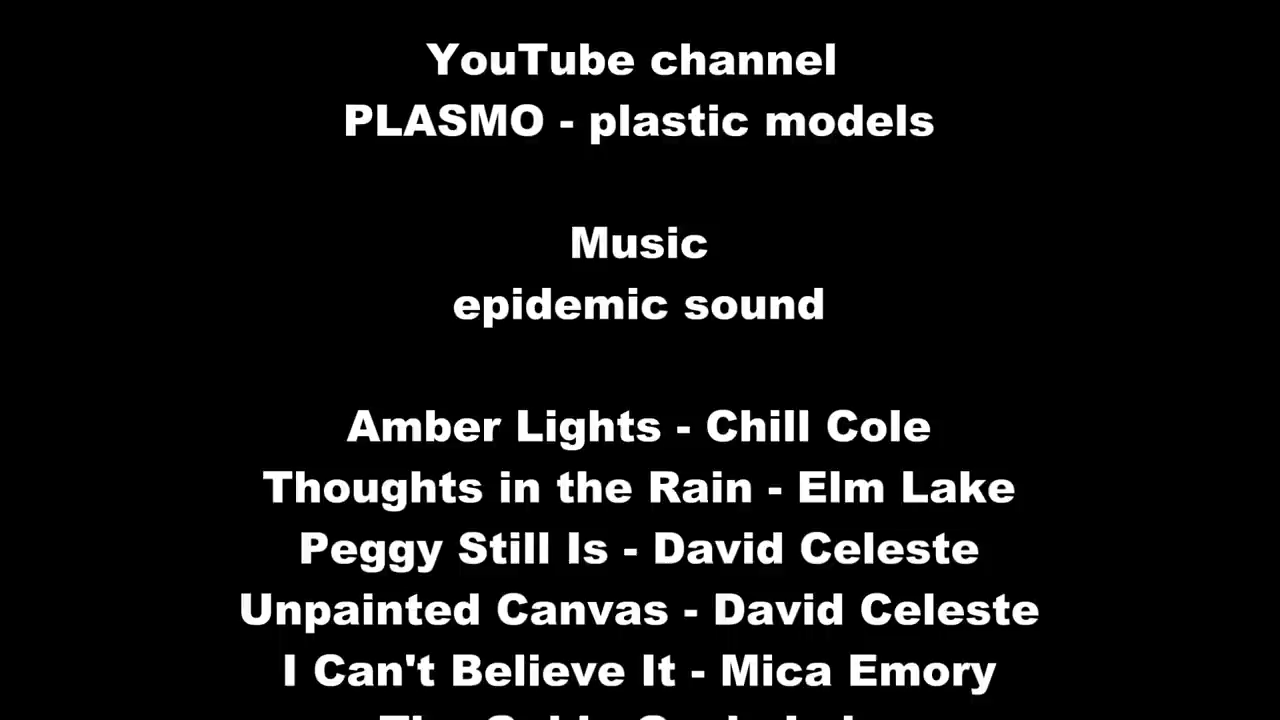 YouTube channel
PLASMO - plastic models
Music
epidemic sound
Amber Lights - Chill Cole
Thoughts in the Rain - Elm Lake
Peggy Still Is - David Celeste
Unpainted Canvas - David Celeste
I Can't Believe It - Mica Emory